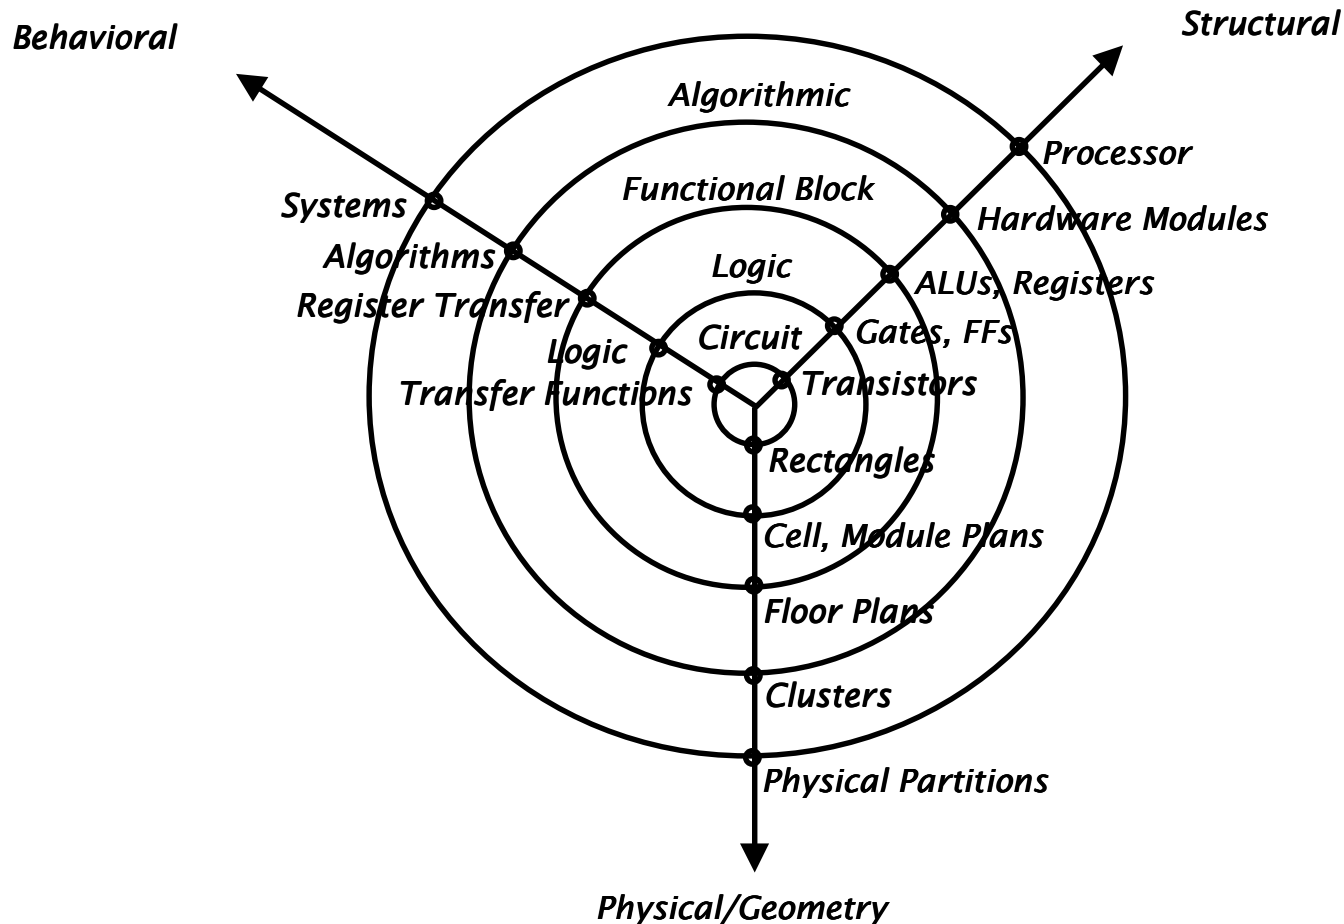 Structural
Behavioral
Algorithmic
Processor
Functional Block
Systems
Hardware Modules
Algorithms
Logic
ALUs, Registers
Register Transfer
Gates, FFs
Circuit
Logic
Transistors
Transfer Functions
Rectangles
Cell, Module Plans
Floor Plans
Clusters
Physical Partitions
Physical/Geometry